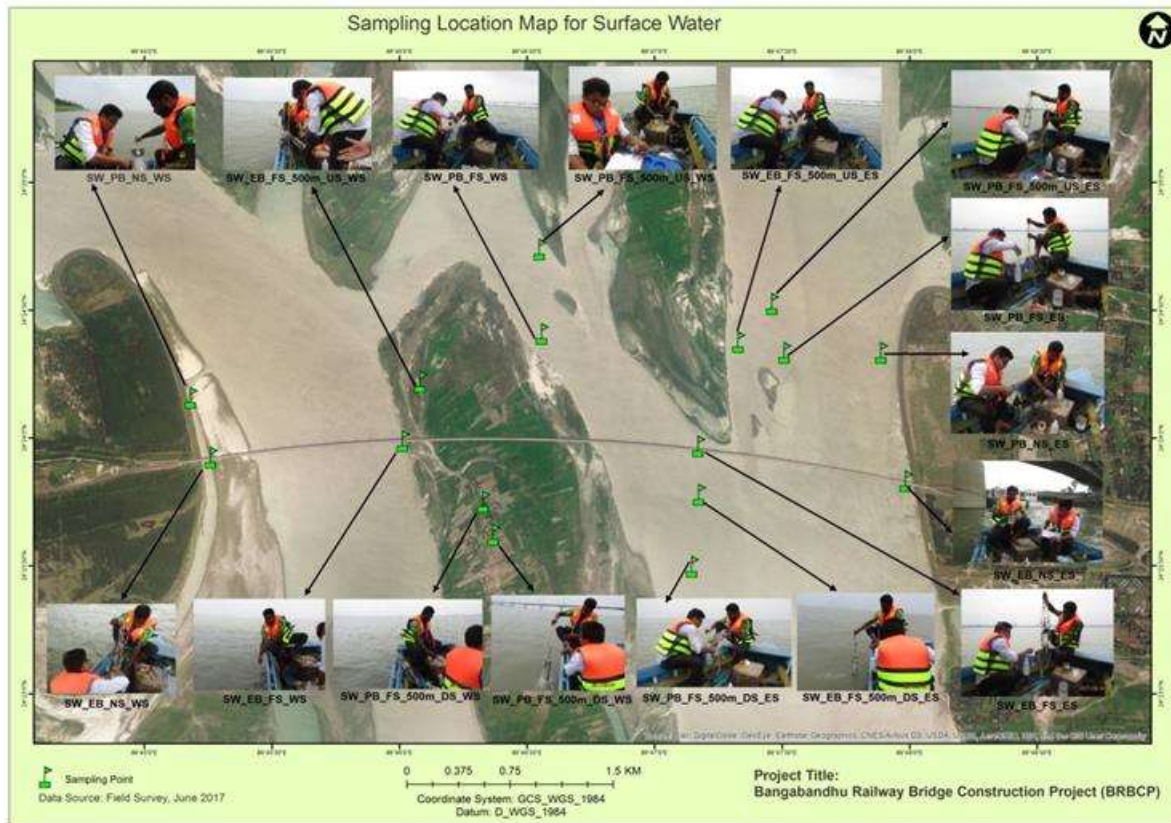 Sampling Location Map for Surface Water
N
SW_PB_NS_WS
SW_EB_FS_500m_US_WS
SW_PB_FS_WS
SW_PB_FS_500m_US_WS
SW_EB_FS_500m_US_ES
SW_PB_FS_500m_US_ES
SW_PB_FS_ES
SW_PB_NS_ES
SW_EB_NS_ES
SW_EB_NS_WS
SW_EB_FS_WS
SW_PB_FS_500m_DS_WS
SW_PB_FS_500m_DS_WS
SW_PB_FS_500m_DS_ES
SW_EB_FS_500m_DS_ES
SW_EB_FS_ES
Sampling Point
Data Source: Field Survey, June 2017
0 0.375 0.75 1.5 KM
Coordinate System: GCS_WGS_1984
Datum: D_WGS_1984
Project Title:
Bangabandhu Railway Bridge Construction Project (BRBCP)